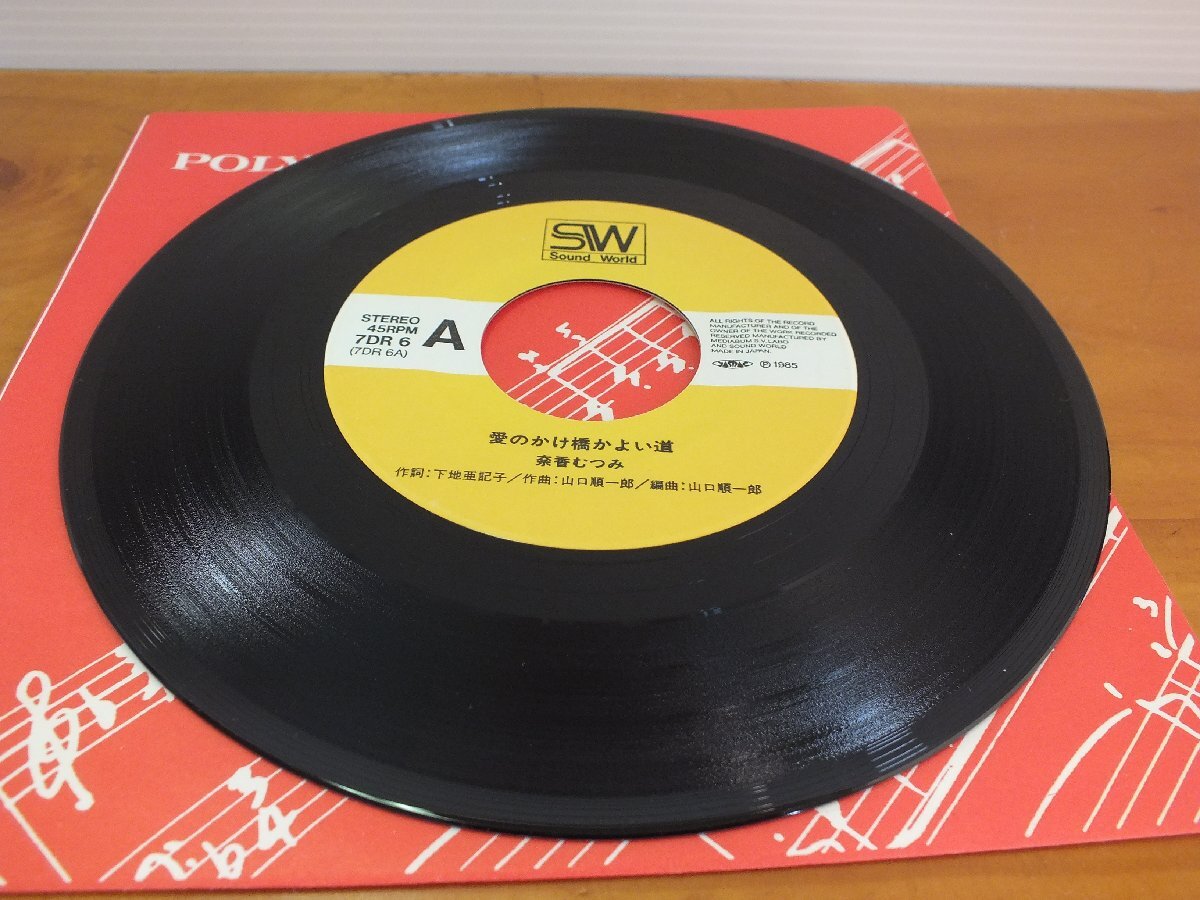 POLY
SW
Sound World
STEREO
45RPM
7DR 6
(7DR 6A)
A
ALL RIGHTS OF THE RECORD
MANUFACTURER AND OF THE
OWNER OF THE WORK RECORDED
RESERVED MANUFACTURED BY
MEDIABUM S.V. LABO
AND SOUND WORLD
MADE IN JAPAN.
JASRAC ℗ 1985
愛のかけ橋かよい道
奈香むつみ
作詞:下地亜記子/作曲:山口順一郎/編曲:山口順一郎